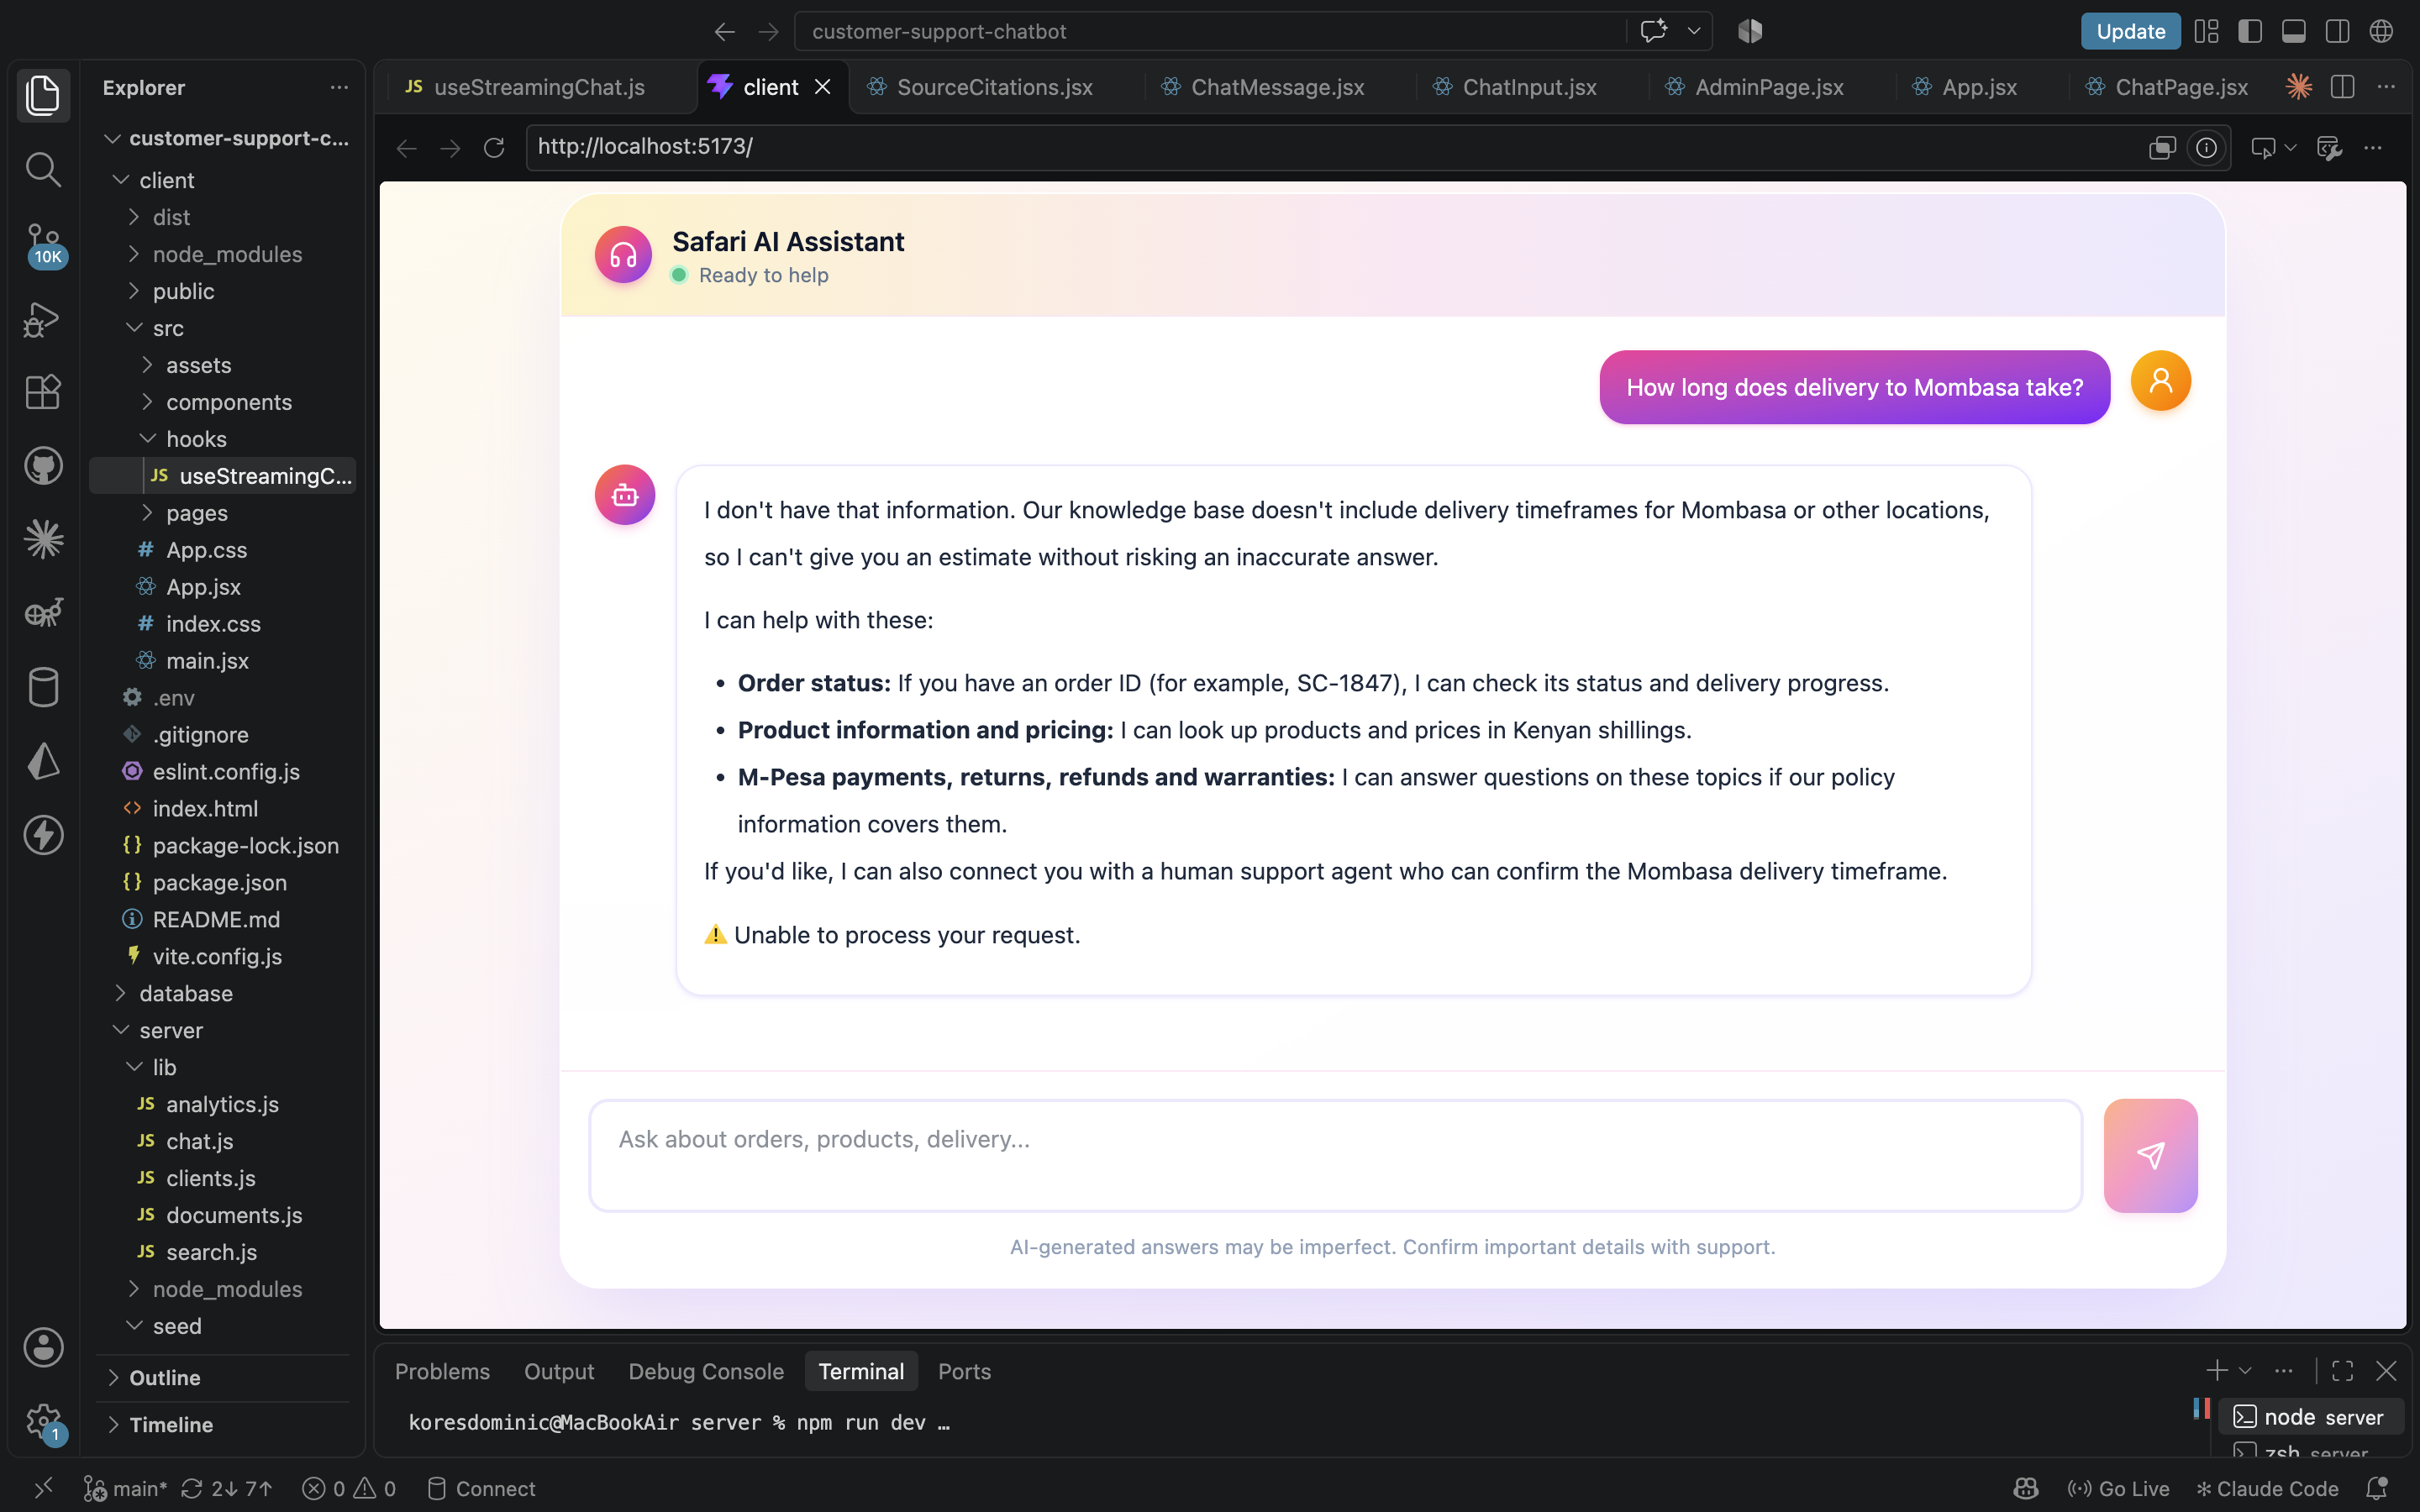 customer-support-chatbot
Update
Explorer
JS useStreamingChat.js
client
SourceCitations.jsx
ChatMessage.jsx
ChatInput.jsx
AdminPage.jsx
App.jsx
ChatPage.jsx
http://localhost:5173/
10K
customer-support-c...
client
dist
node_modules
public
src
assets
components
hooks
JS useStreamingC...
pages
# App.css
App.jsx
# index.css
main.jsx
.env
.gitignore
eslint.config.js
<> index.html
{} package-lock.json
{} package.json
README.md
vite.config.js
database
server
lib
JS analytics.js
JS chat.js
JS clients.js
JS documents.js
JS search.js
node_modules
seed
Outline
Timeline
1
Safari AI Assistant
Ready to help
How long does delivery to Mombasa take?
I don't have that information. Our knowledge base doesn't include delivery timeframes for Mombasa or other locations,
so I can't give you an estimate without risking an inaccurate answer.
I can help with these:
• Order status: If you have an order ID (for example, SC-1847), I can check its status and delivery progress.
• Product information and pricing: I can look up products and prices in Kenyan shillings.
• M-Pesa payments, returns, refunds and warranties: I can answer questions on these topics if our policy
information covers them.
If you'd like, I can also connect you with a human support agent who can confirm the Mombasa delivery timeframe.
⚠️ Unable to process your request.
Ask about orders, products, delivery...
AI-generated answers may be imperfect. Confirm important details with support.
Problems
Output
Debug Console
Terminal
Ports
koresdominic@MacBookAir server % npm run dev …
node server
zsh server
main*
2↓ 7↑
0
0
Connect
Go Live
Claude Code